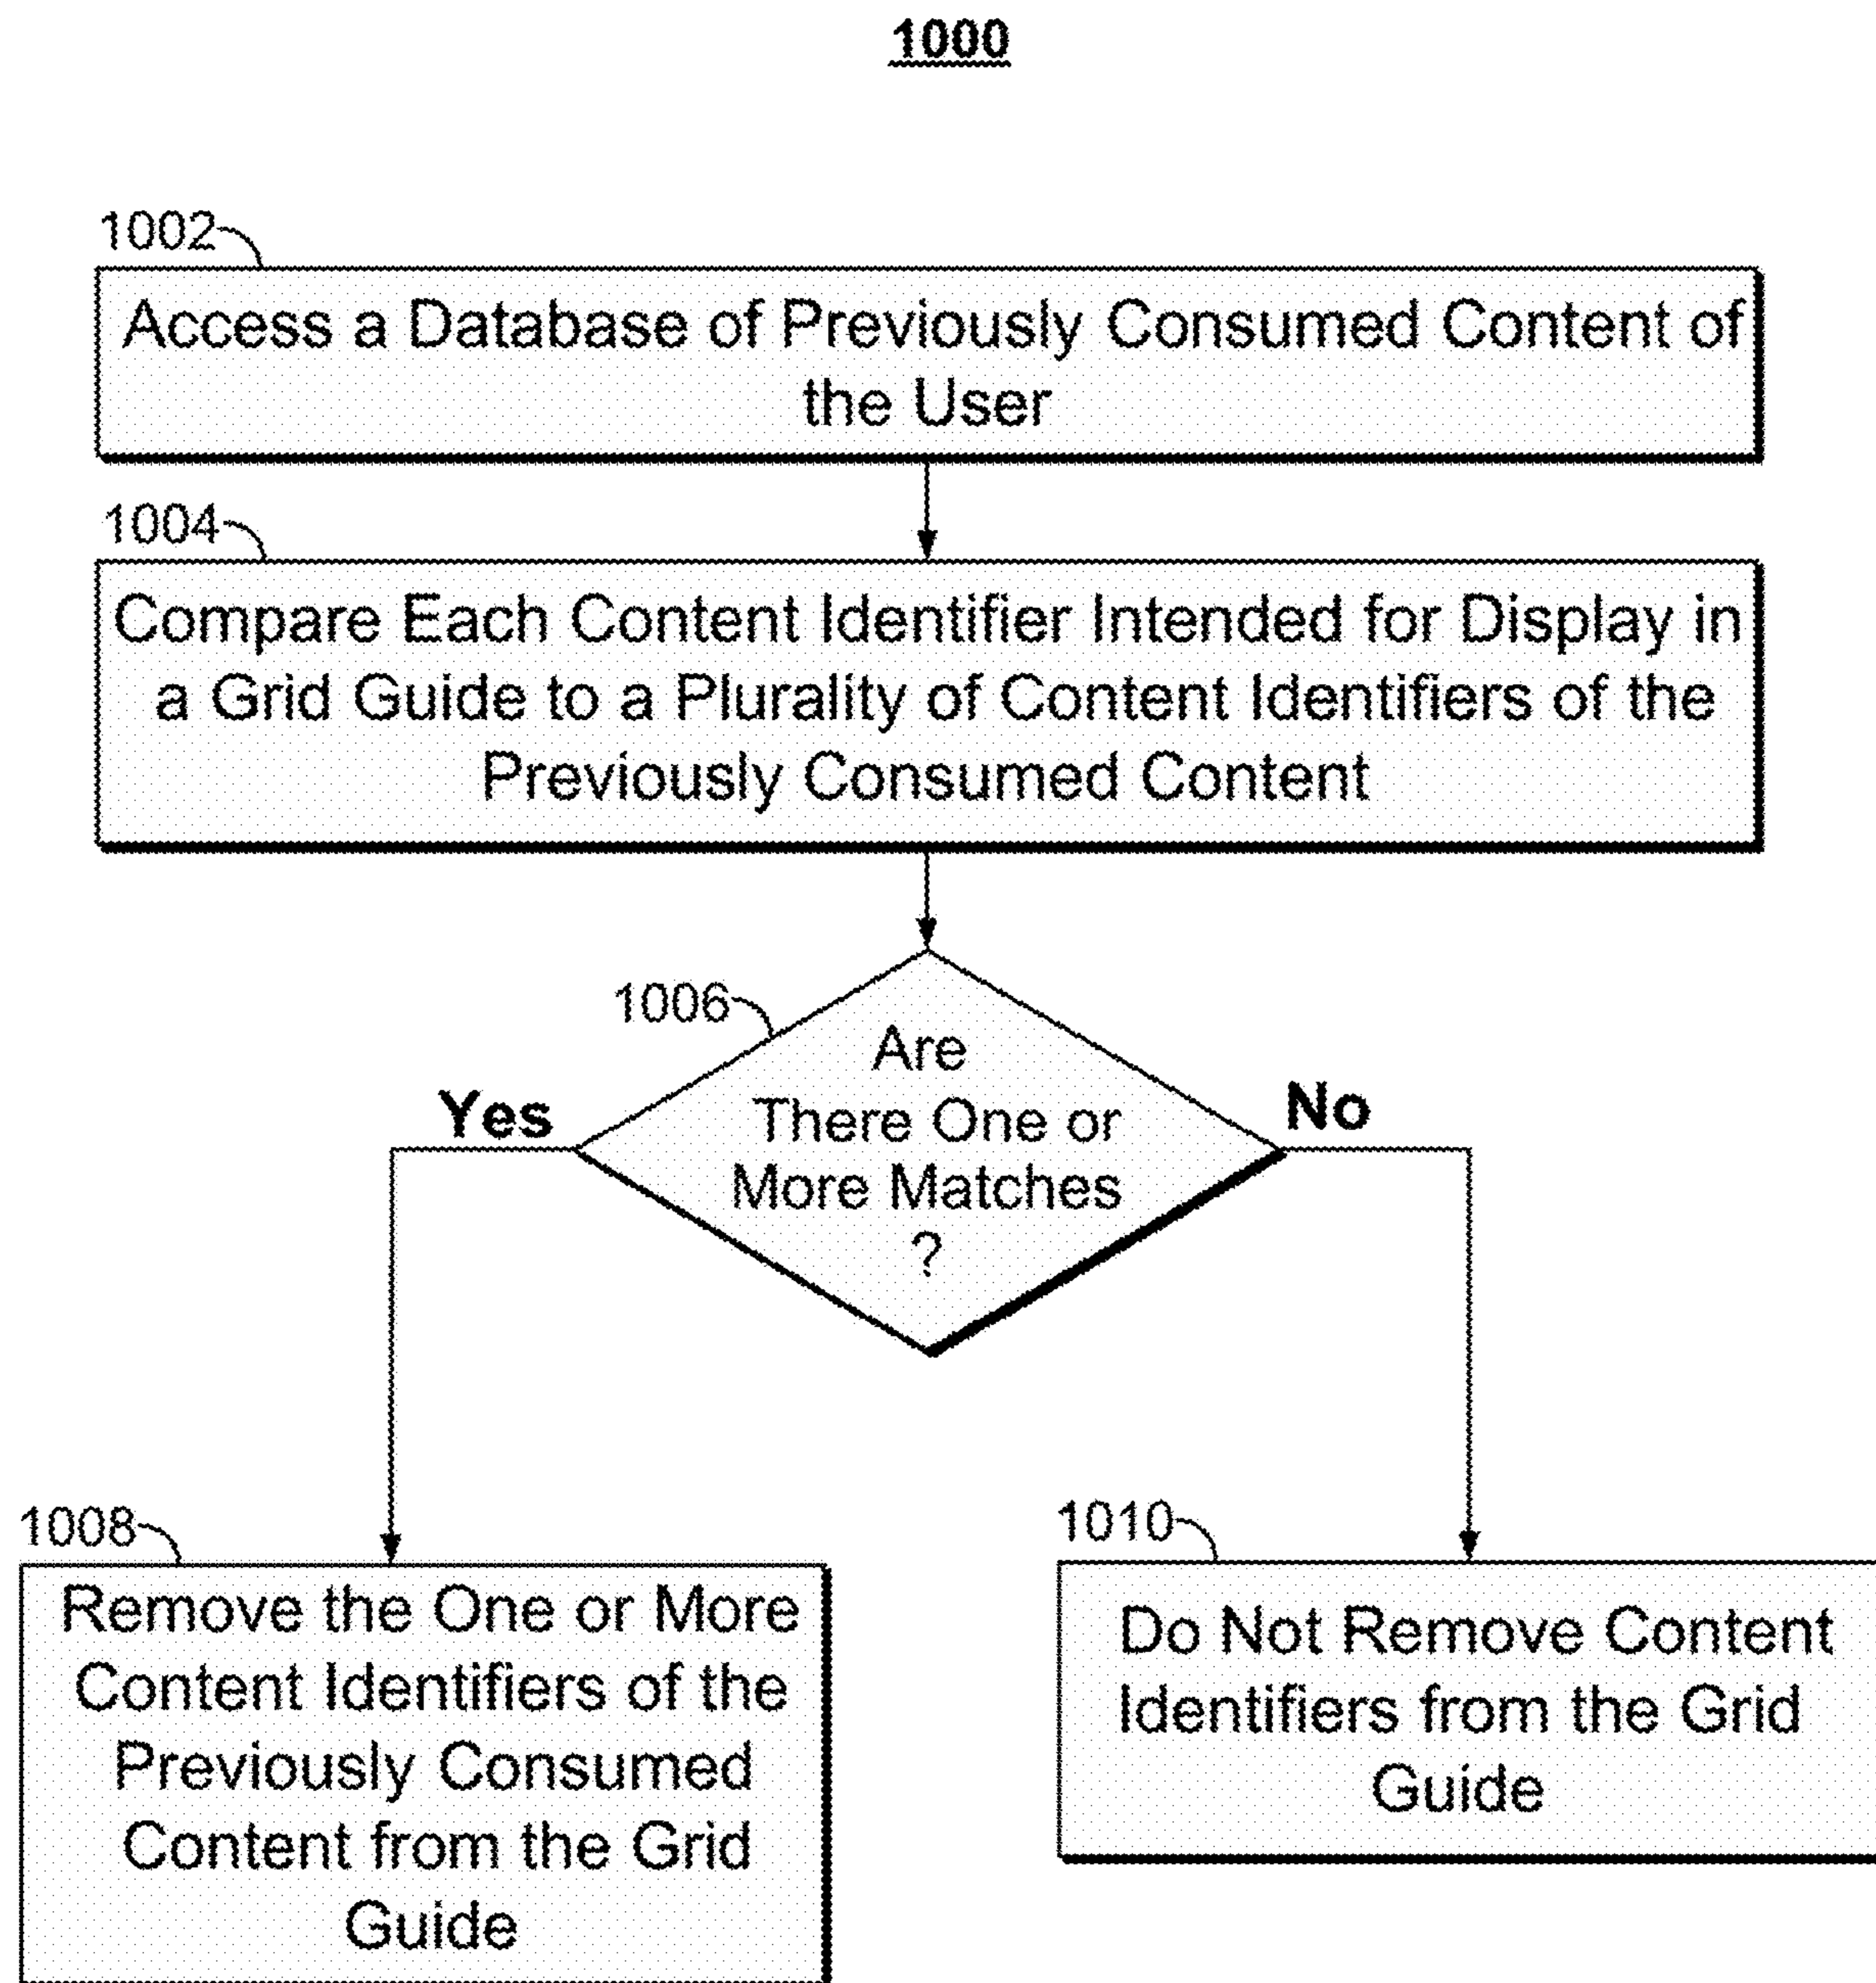 1000
1002
Access a Database of Previously Consumed Content of
the User
1004
Compare Each Content Identifier Intended for Display in
a Grid Guide to a Plurality of Content Identifiers of the
Previously Consumed Content
1006
Are
There One or
More Matches
?
Yes
No
1008
Remove the One or More
Content Identifiers of the
Previously Consumed
Content from the Grid
Guide
1010
Do Not Remove Content
Identifiers from the Grid
Guide